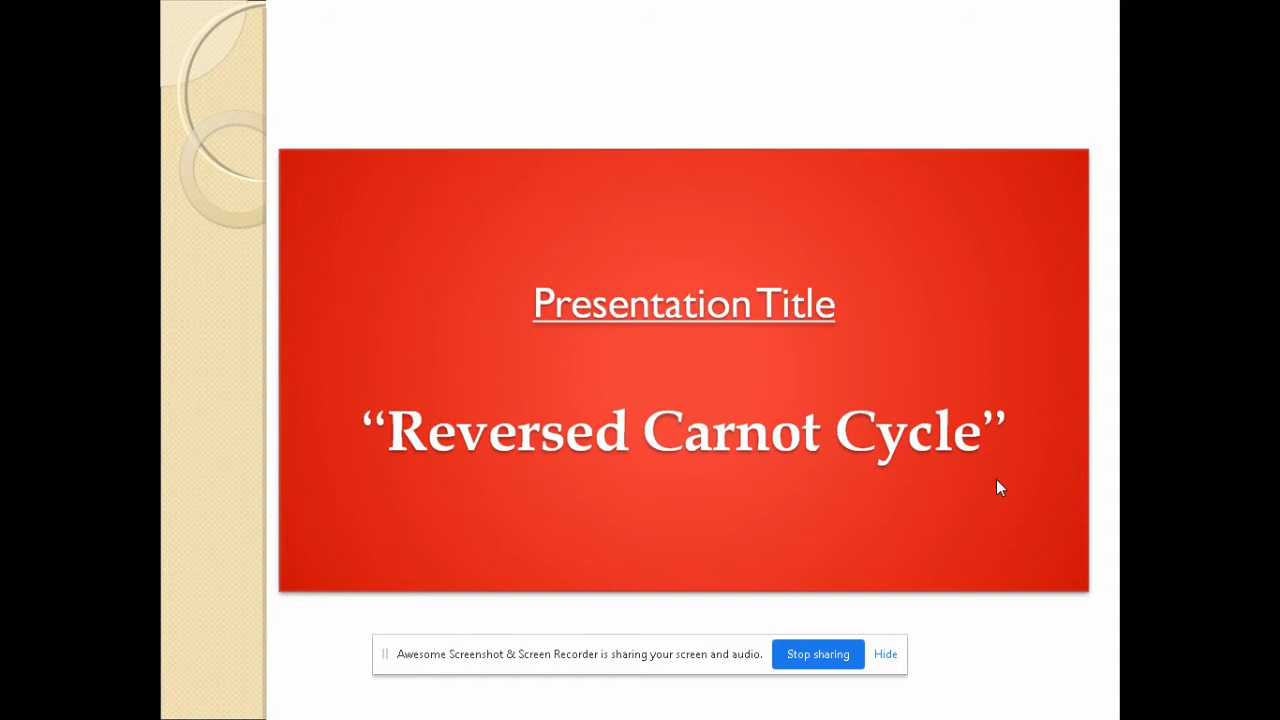 Presentation Title
“Reversed Carnot Cycle”
Awesome Screenshot & Screen Recorder is sharing your screen and audio. Stop sharing Hide